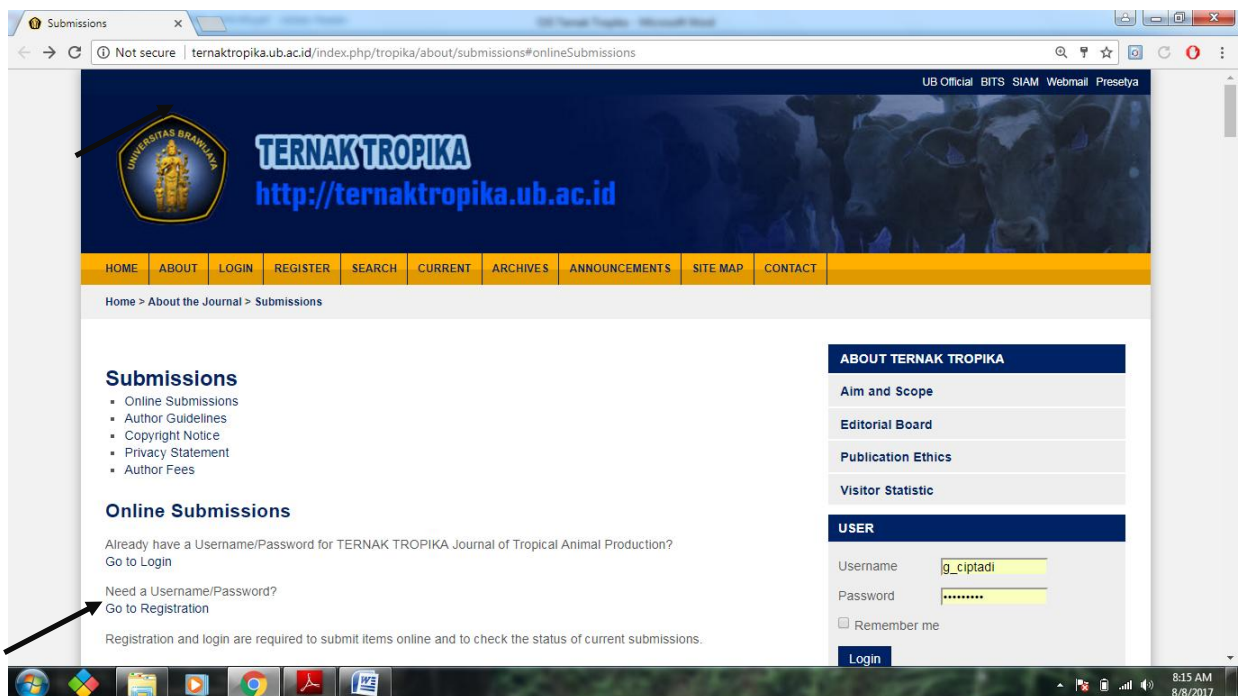 Submissions
Not secure | ternaktropika.ub.ac.id/index.php/tropika/about/submissions#onlineSubmissions
UB Official BITS SIAM Webmail Presetya
UNIVERSITAS BRAWIJAYA
TERNAK TROPIKA
http://ternaktropika.ub.ac.id
HOME ABOUT LOGIN REGISTER SEARCH CURRENT ARCHIVES ANNOUNCEMENTS SITE MAP CONTACT
Home > About the Journal > Submissions
Submissions
Online Submissions
Author Guidelines
Copyright Notice
Privacy Statement
Author Fees
Online Submissions
Already have a Username/Password for TERNAK TROPIKA Journal of Tropical Animal Production?
Go to Login
Need a Username/Password?
Go to Registration
Registration and login are required to submit items online and to check the status of current submissions.
ABOUT TERNAK TROPIKA
Aim and Scope
Editorial Board
Publication Ethics
Visitor Statistic
USER
Username g_ciptadi
Password •••••••••
Remember me
Login
8:15 AM
8/8/2017